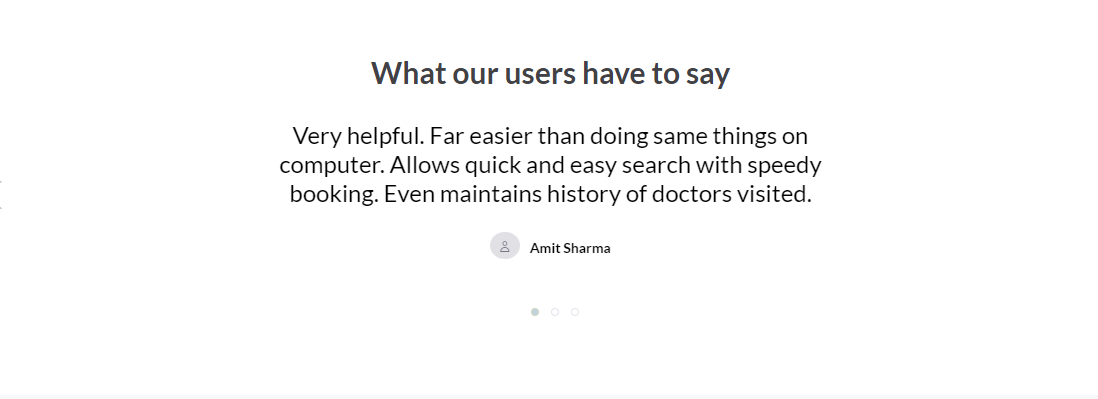 What our users have to say
Very helpful. Far easier than doing same things on
computer. Allows quick and easy search with speedy
booking. Even maintains history of doctors visited.
Amit Sharma